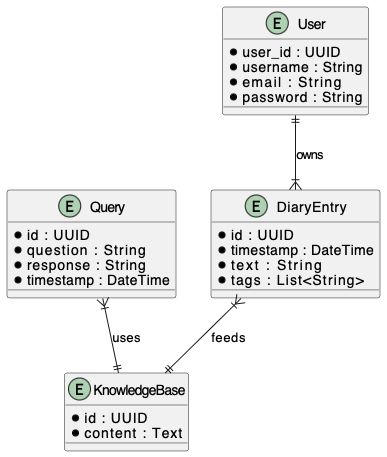 E User
user_id : UUID
username : String
email : String
password : String
owns
E Query
id : UUID
question : String
response : String
timestamp : DateTime
E DiaryEntry
id : UUID
timestamp : DateTime
text : String
tags : List<String>
uses
feeds
E KnowledgeBase
id : UUID
content : Text